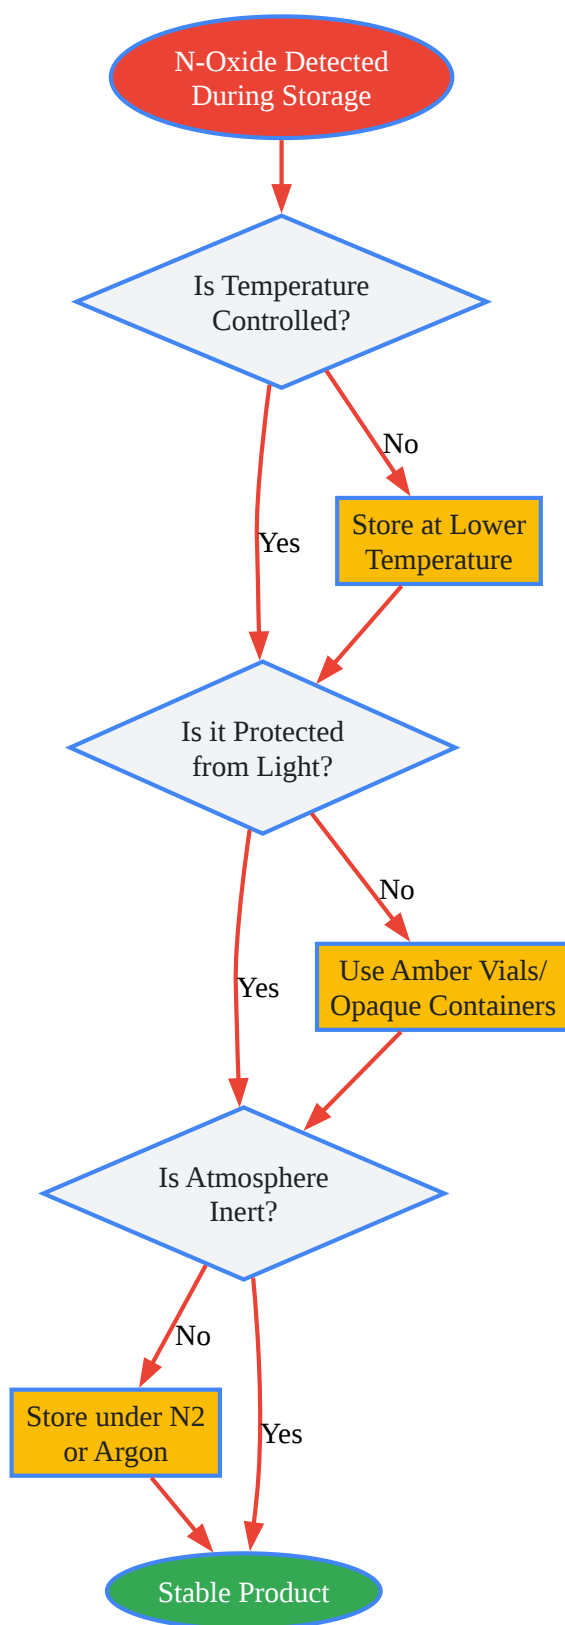 N-Oxide Detected
During Storage
Is Temperature
Controlled?
No
Store at Lower
Temperature
Yes
Is it Protected
from Light?
No
Use Amber Vials/
Opaque Containers
Yes
Is Atmosphere
Inert?
No
Store under N2
or Argon
Yes
Stable Product